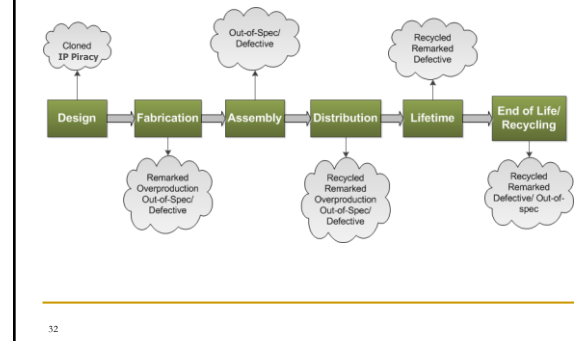 Cloned
IP Piracy
Out-of-Spec/
Defective
Recycled
Remarked
Defective
Design
Fabrication
Assembly
Distribution
Lifetime
End of Life/
Recycling
Remarked
Overproduction
Out-of-Spec/
Defective
Recycled
Remarked
Overproduction
Out-of-Spec/
Defective
Recycled
Remarked
Defective/ Out-of-
spec
32